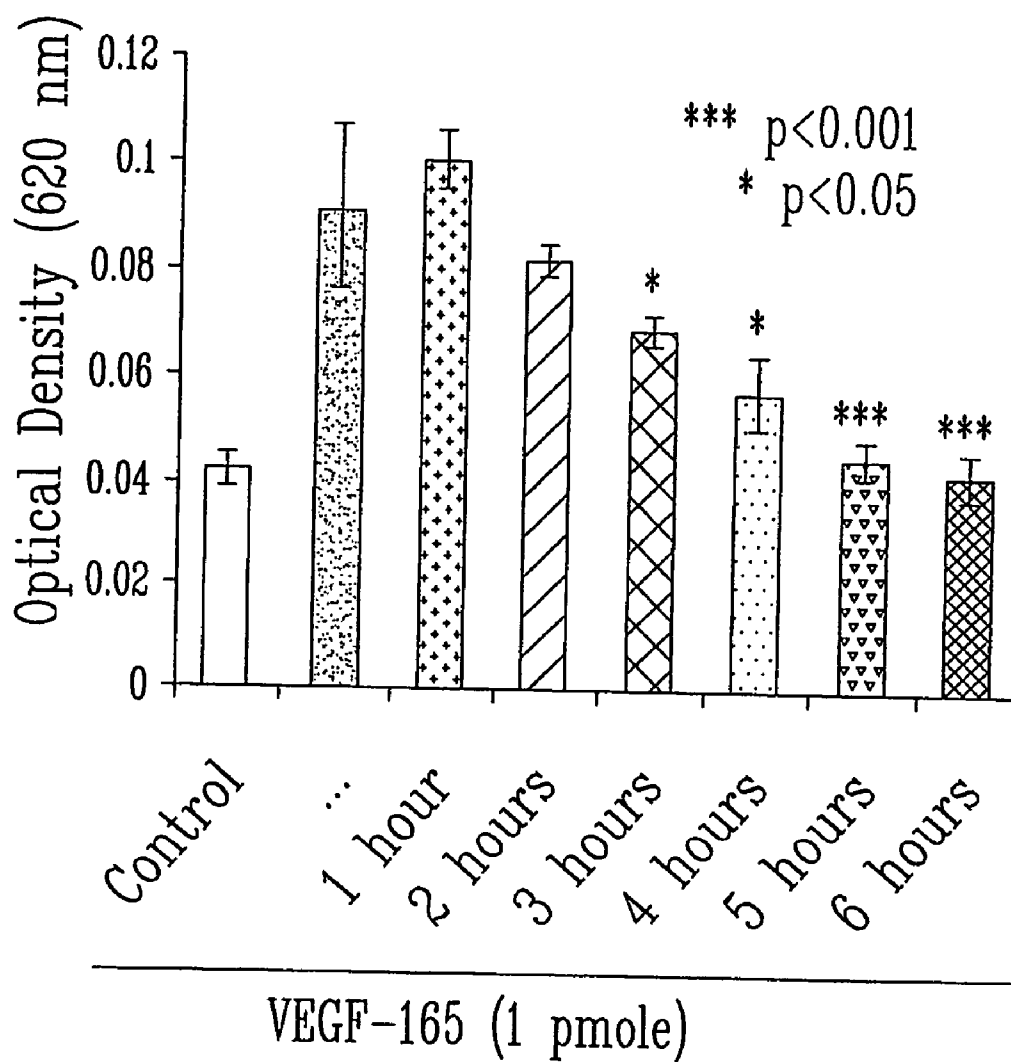 Optical Density (620 nm)
0.12
0.1
0.08
0.06
0.04
0.02
0
*** p<0.001
* p<0.05
*
*
***
***
Control
...
1 hour
2 hours
3 hours
4 hours
5 hours
6 hours
VEGF-165 (1 pmole)